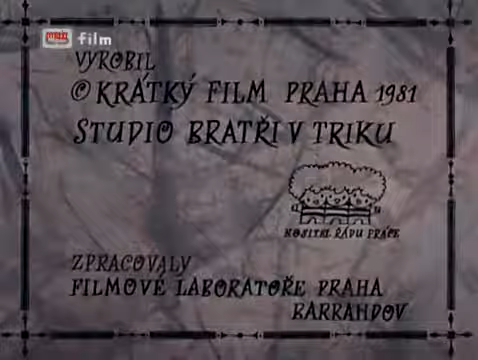 film
VYROBIL
© KRÁTKÝ FILM PRAHA 1981
STUDIO BRATŘI V TRIKU
NOSITEL ŘÁDU PRÁCE
ZPRACOVALY
FILMOVÉ LABORATOŘE PRAHA
BARRANDOV